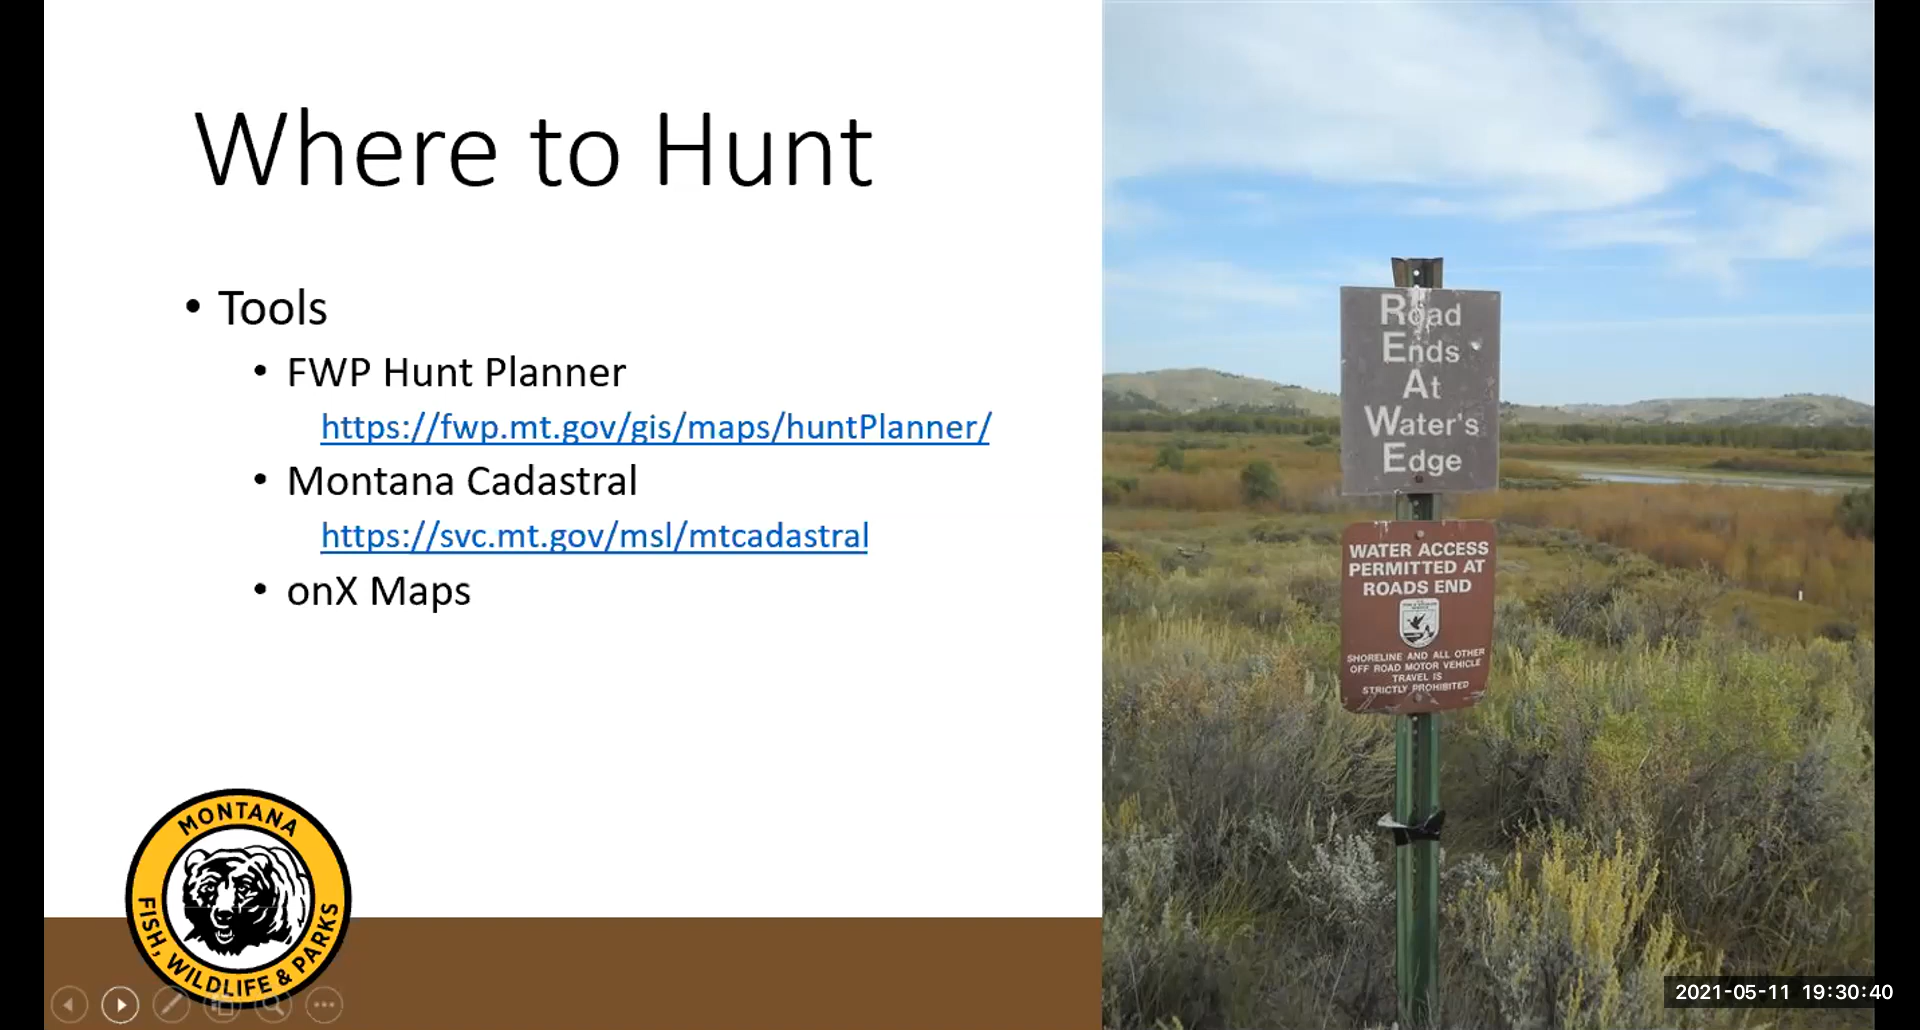 Where to Hunt
• Tools
• FWP Hunt Planner
https://fwp.mt.gov/gis/maps/huntPlanner/
• Montana Cadastral
https://svc.mt.gov/msl/mtcadastral
• onX Maps
MONTANA
FISH, WILDLIFE & PARKS
Road
Ends
At
Water's
Edge
WATER ACCESS
PERMITTED AT
ROADS END
SHORELINE AND ALL OTHER
OFF ROAD MOTOR VEHICLE
TRAVEL IS
STRICTLY PROHIBITED
2021-05-11 19:30:40